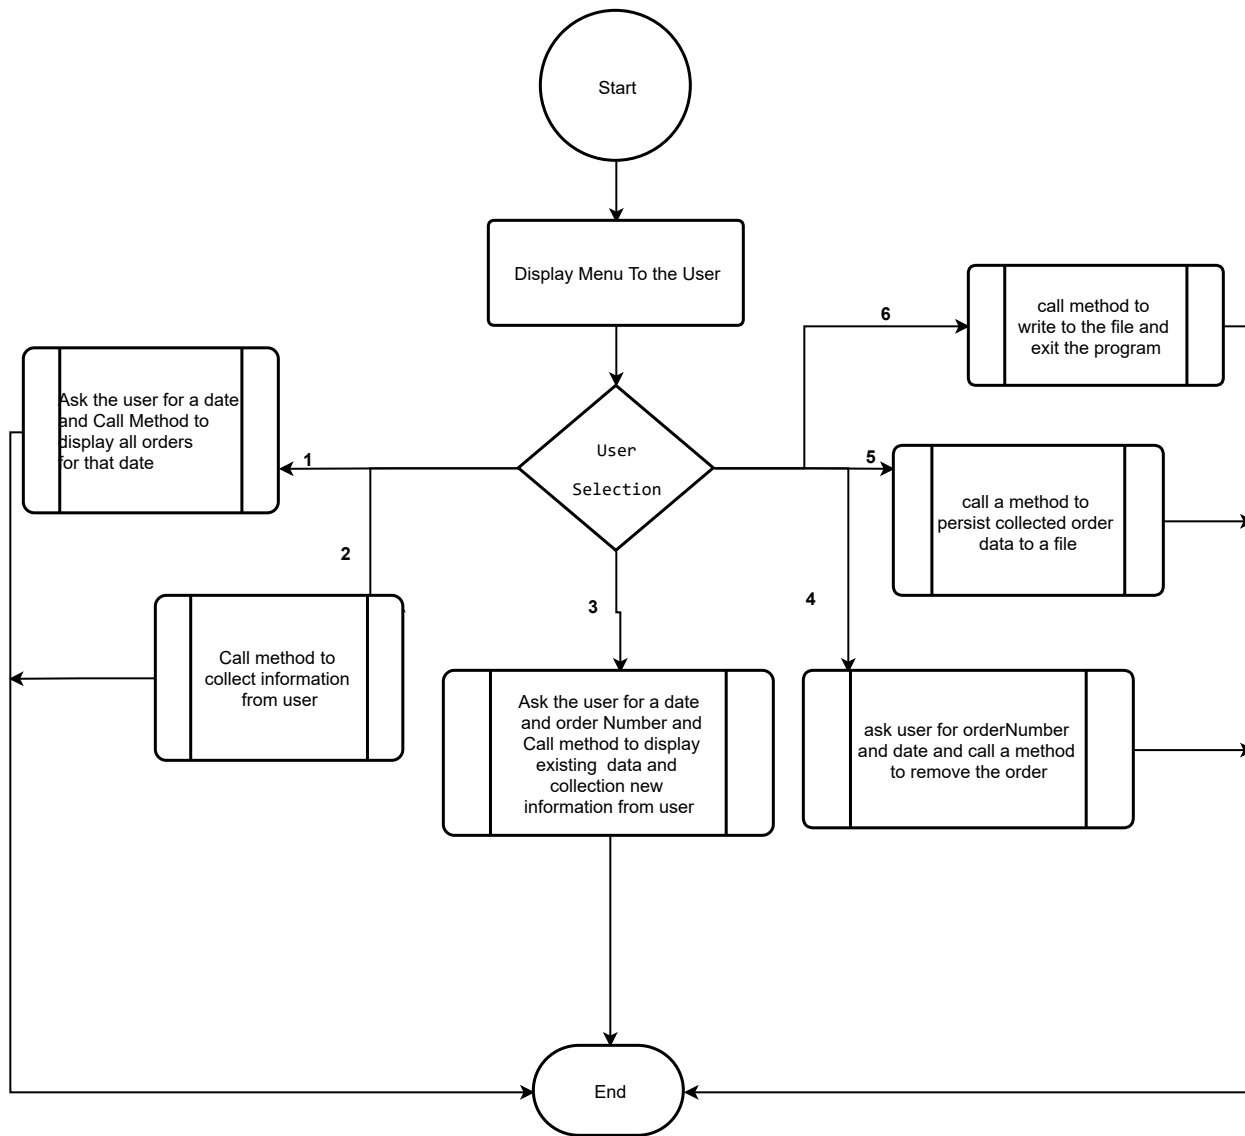 Start
Display Menu To the User
6
call method to
write to the file and
exit the program
Ask the user for a date
and Call Method to
display all orders
for that date
1
User
Selection
5
call a method to
persist collected order
data to a file
2
3
4
Call method to
collect information
from user
Ask the user for a date
and order Number and
Call method to display
existing data and
collection new
information from user
ask user for orderNumber
and date and call a method
to remove the order
End